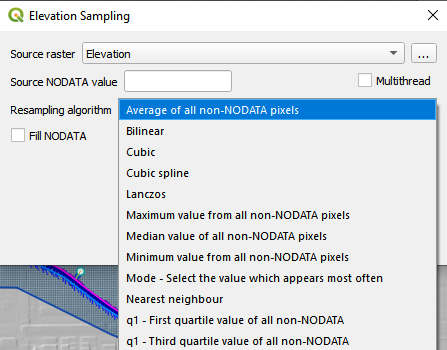 Elevation Sampling
Source raster Elevation ...
Source NODATA value Multithread
Resampling algorithm Average of all non-NODATA pixels
Fill NODATA Bilinear
Cubic
Cubic spline
Lanczos
Maximum value from all non-NODATA pixels
Median value of all non-NODATA pixels
Minimum value from all non-NODATA pixels
Mode - Select the value which appears most often
Nearest neighbour
q1 - First quartile value of all non-NODATA
q1 - Third quartile value of all non-NODATA